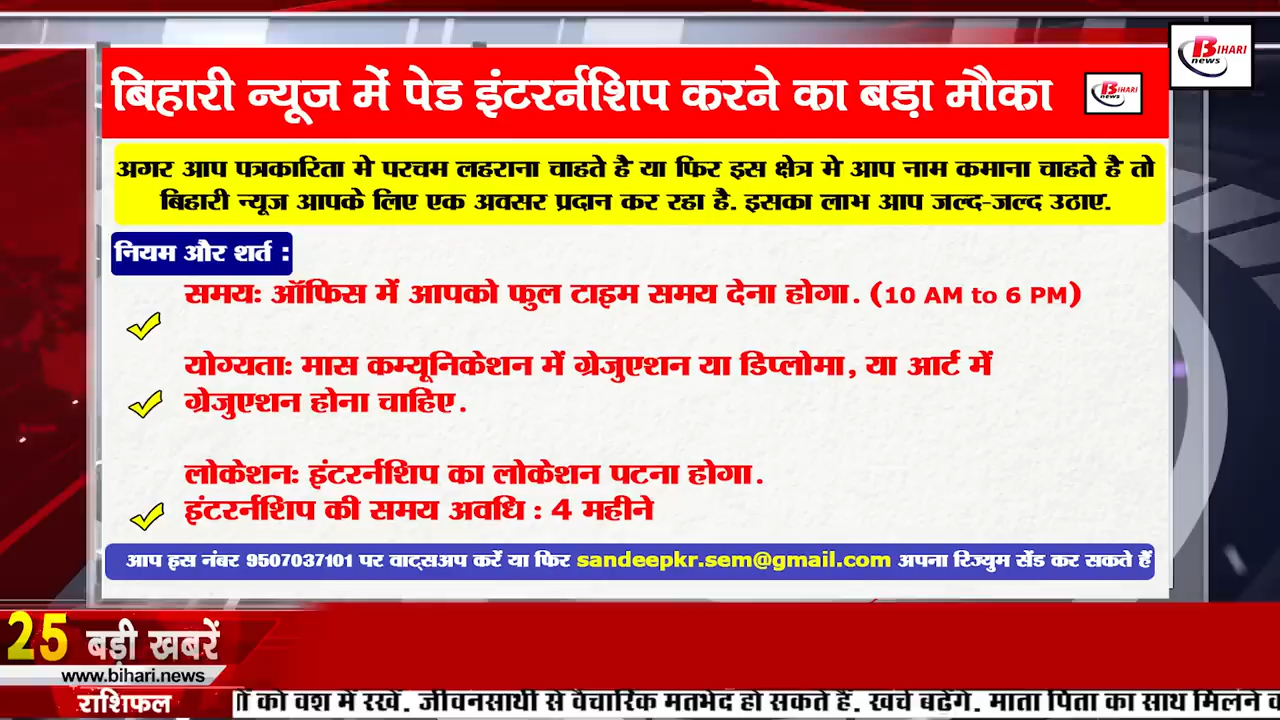 BIHARI
news
बिहारी न्यूज में पेड इंटरर्नशिप करने का बड़ा मौका
BIHARI
news
अगर आप पत्रकारिता मे परचम लहराना चाहते है या फिर इस क्षेत्र मे आप नाम कमाना चाहते है तो
बिहारी न्यूज आपके लिए एक अवसर प्रदान कर रहा है. इसका लाभ आप जल्द-जल्द उठाए.
नियम और शर्त :
समय: ऑफिस में आपको फुल टाइम समय देना होगा. (10 AM to 6 PM)
योग्यता: मास कम्यूनिकेशन में ग्रेजुएशन या डिप्लोमा, या आर्ट में
ग्रेजुएशन होना चाहिए.
लोकेशन: इंटरर्नशिप का लोकेशन पटना होगा.
इंटरर्नशिप की समय अवधि : 4 महीने
आप इस नंबर 9507037101 पर वाट्सअप करें या फिर sandeepkr.sem@gmail.com अपना रिज्युम सेंड कर सकते हैं
25 बड़ी खबरें
www.bihari.news
राशिफल
को वश में रखें. जीवनसाथी से वैचारिक मतभेद हो सकते हैं. खर्च बढेंगे. माता पिता का साथ मिलने